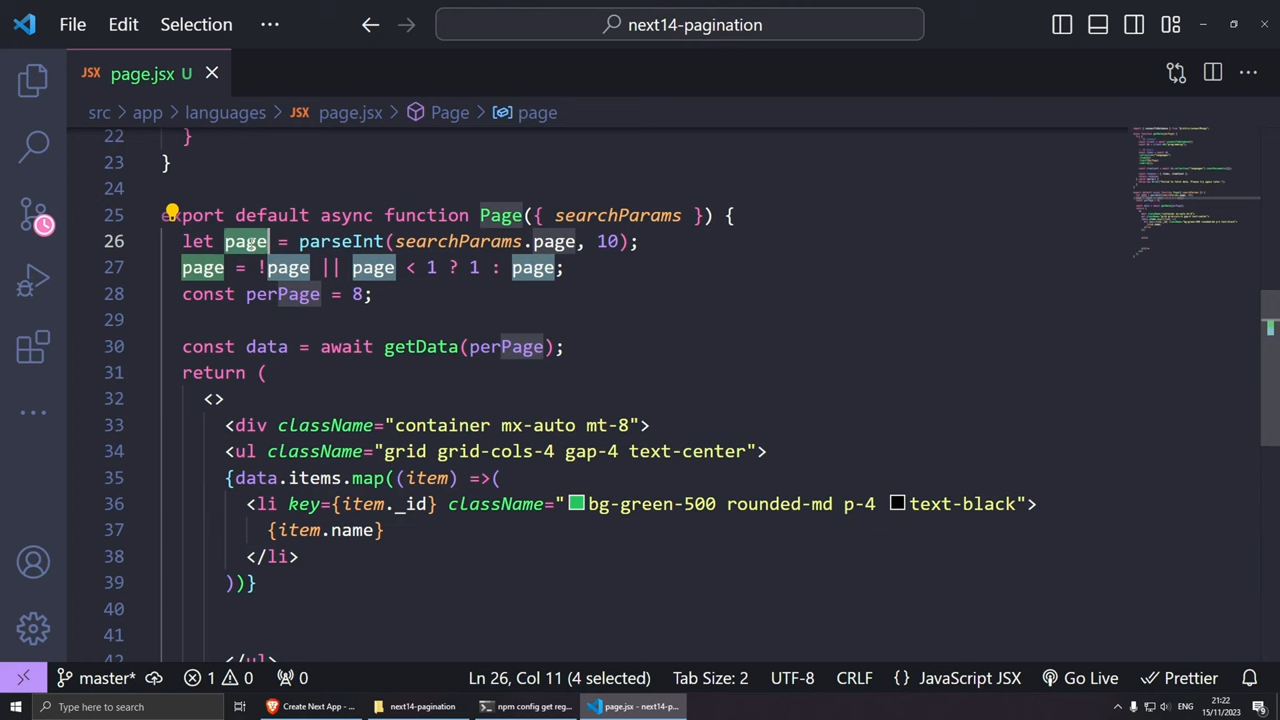 File Edit Selection ··· next14-pagination
JSX page.jsx U
src > app > languages > JSX page.jsx > Page > page
22 }
23 }
24
25 export default async function Page({ searchParams }) {
26 let page = parseInt(searchParams.page, 10);
27 page = !page || page < 1 ? 1 : page;
28 const perPage = 8;
29
30 const data = await getData(perPage);
31 return (
32 <>
33 <div className="container mx-auto mt-8">
34 <ul className="grid grid-cols-4 gap-4 text-center">
35 {data.items.map((item) =>(
36 <li key={item._id} className="bg-green-500 rounded-md p-4 text-black">
37 {item.name}
38 </li>
39 ))}
40
41
42 </ul>
master* 1 0 0 Ln 26, Col 11 (4 selected) Tab Size: 2 UTF-8 CRLF {} JavaScript JSX Go Live Prettier
Type here to search Create Next App - ... next14-pagination npm config get reg... page.jsx - next14-p... 21:22
15/11/2023